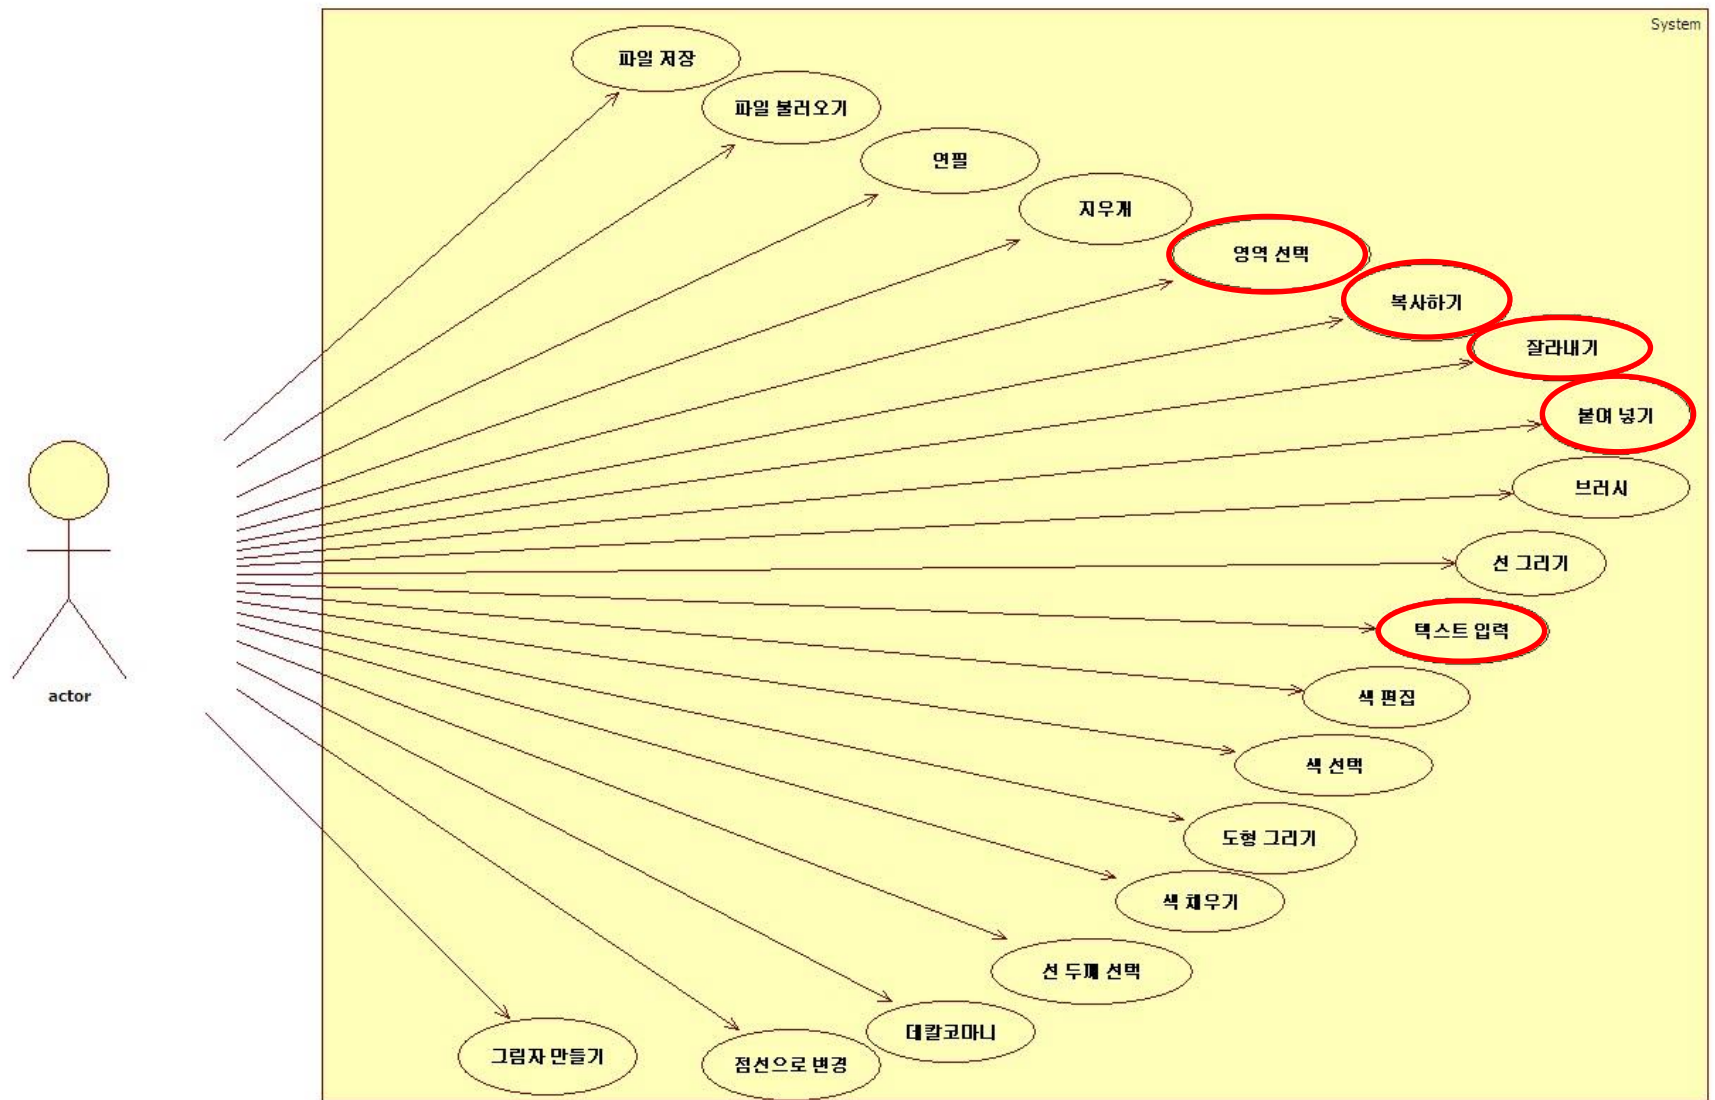 System
파일 저장
파일 불러오기
연필
지우개
영역 선택
복사하기
잘라내기
붙여 넣기
브러시
선 그리기
텍스트 입력
색 편집
색 선택
도형 그리기
색 채우기
선 두께 선택
데칼코마니
점선으로 변경
그림자 만들기
actor